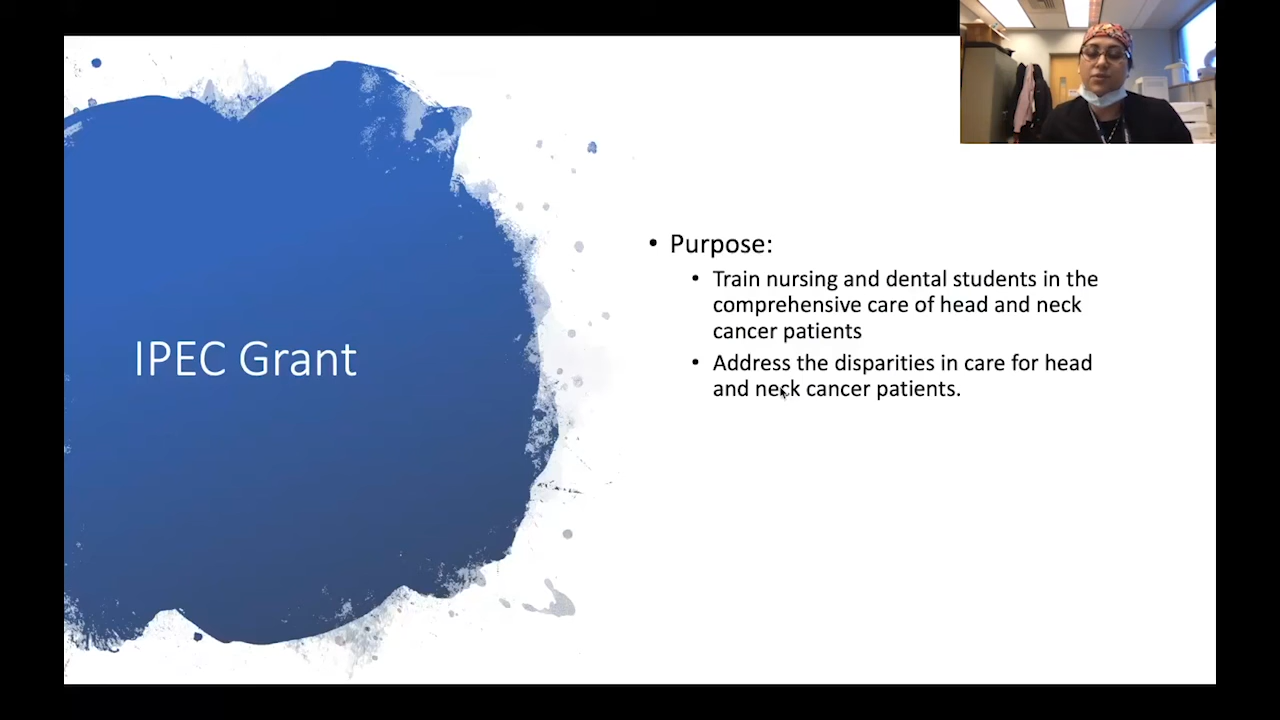 IPEC Grant
• Purpose:
• Train nursing and dental students in the
comprehensive care of head and neck
cancer patients
• Address the disparities in care for head
and neck cancer patients.